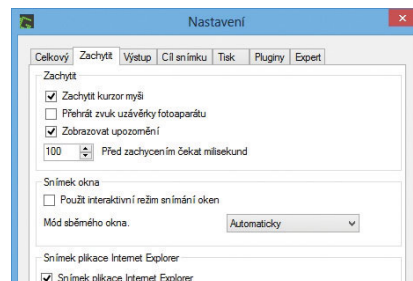 Nastavení
Celkový Zachytit Výstup Cíl snímku Tisk Pluginy Expert
Zachytit
Zachytit kurzor myši
Přehrát zvuk uzávěrky fotoaparátu
Zobrazovat upozornění
100 Před zachycením čekat milisekund
Snímek okna
Použít interaktivní režim snímání oken
Mód sběrného okna. Automaticky
Snímek plikace Internet Explorer
Snímek plikace Internet Explorer